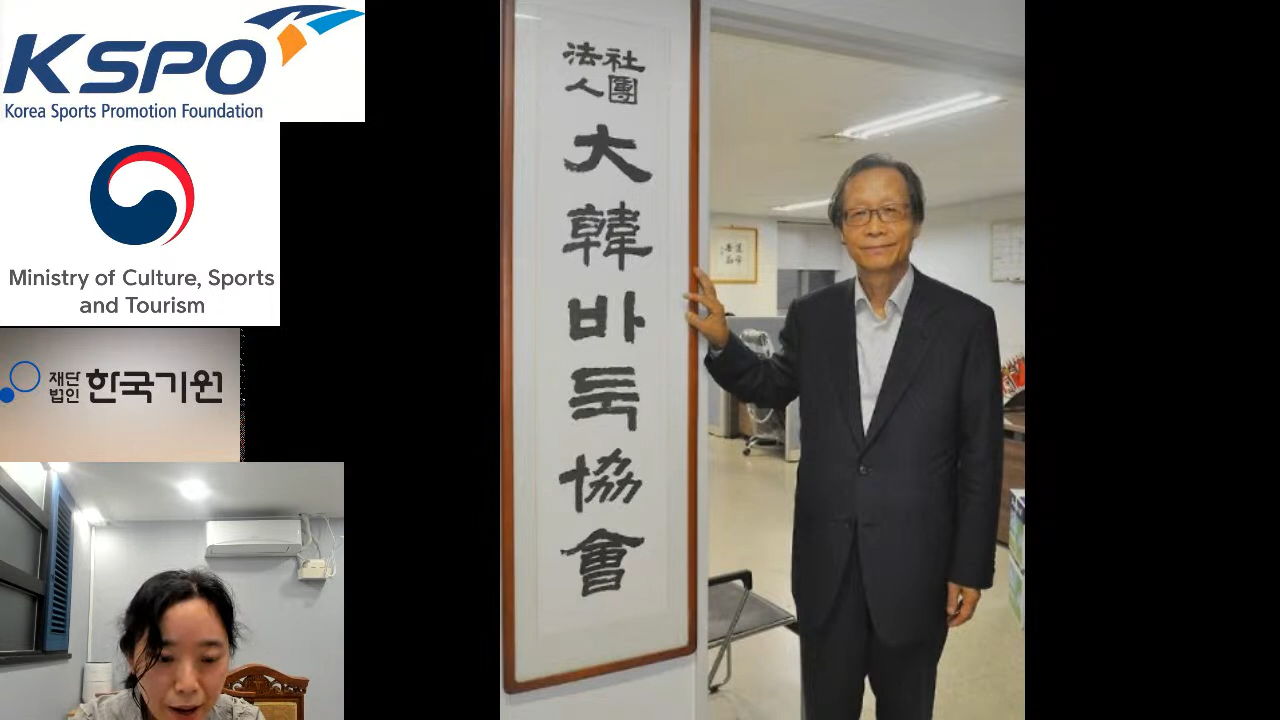 KSPO
Korea Sports Promotion Foundation
Ministry of Culture, Sports
and Tourism
재단
법인
한국기원
社團
法人
大韓바둑協會